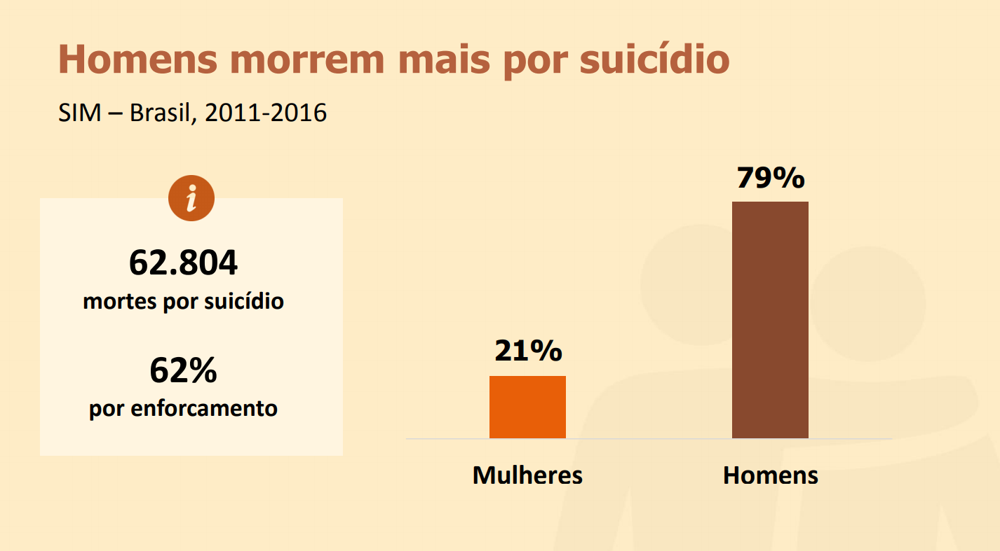 Homens morrem mais por suicídio
SIM – Brasil, 2011-2016
i
62.804
mortes por suicídio
62%
por enforcamento
21%
79%
Mulheres
Homens